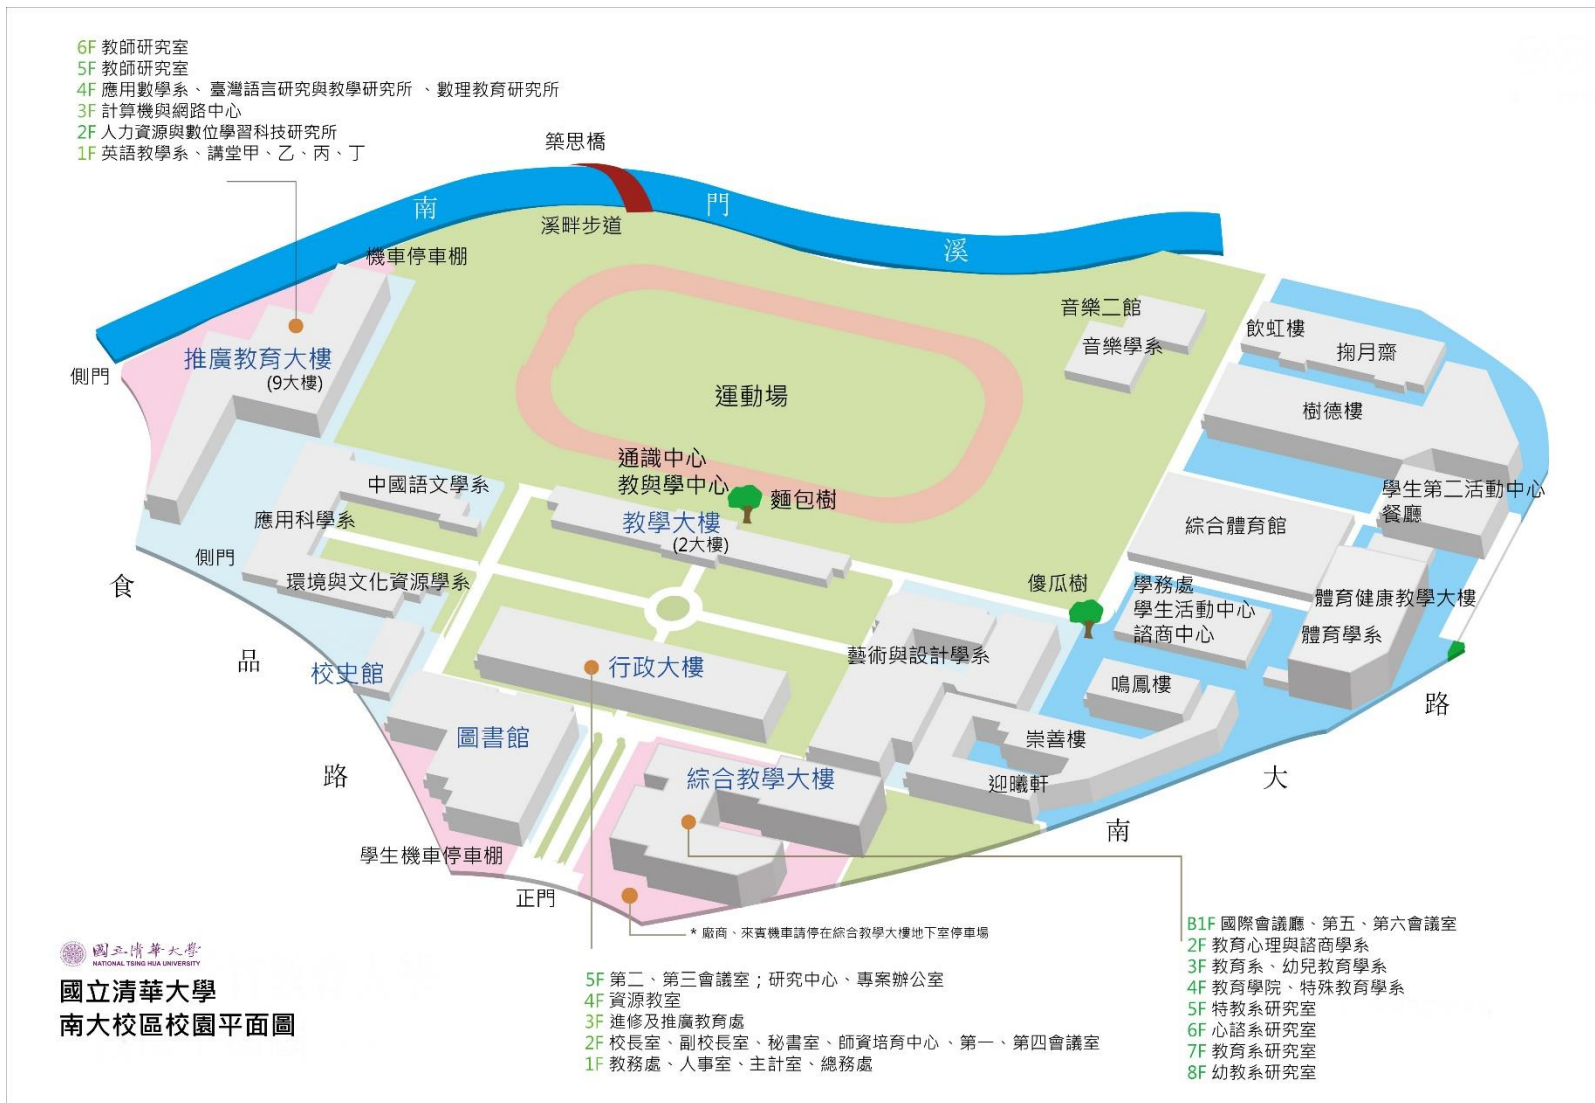 6F 教師研究室
5F 教師研究室
4F 應用數學系、臺灣語言研究與教學研究所、數理教育研究所
3F 計算機與網路中心
2F 人力資源與數位學習科技研究所
1F 英語教學系、講堂甲、乙、丙、丁
築思橋
南
門
溪
溪畔步道
機車停車棚
推廣教育大樓
(9大樓)
側門
運動場
音樂二館
音樂學系
飲虹樓
掬月齋
樹德樓
通識中心
教與學中心
麵包樹
教學大樓
(2大樓)
中國語文學系
應用科學系
側門
環境與文化資源學系
學生第二活動中心
餐廳
綜合體育館
傻瓜樹
學務處
學生活動中心
諮商中心
體育健康教學大樓
體育學系
食
品
路
校史館
行政大樓
藝術與設計學系
鳴鳳樓
圖書館
崇善樓
迎曦軒
綜合教學大樓
路
大
南
學生機車停車棚
正門
* 廠商、來賓機車請停在綜合教學大樓地下室停車場
國立清華大學
NATIONAL TSING HUA UNIVERSITY
國立清華大學
南大校區校園平面圖
5F 第二、第三會議室；研究中心、專案辦公室
4F 資源教室
3F 進修及推廣教育處
2F 校長室、副校長室、秘書室、師資培育中心、第一、第四會議室
1F 教務處、人事室、主計室、總務處
B1F 國際會議廳、第五、第六會議室
2F 教育心理與諮商學系
3F 教育系、幼兒教育學系
4F 教育學院、特殊教育學系
5F 特教系研究室
6F 心諮系研究室
7F 教育系研究室
8F 幼教系研究室